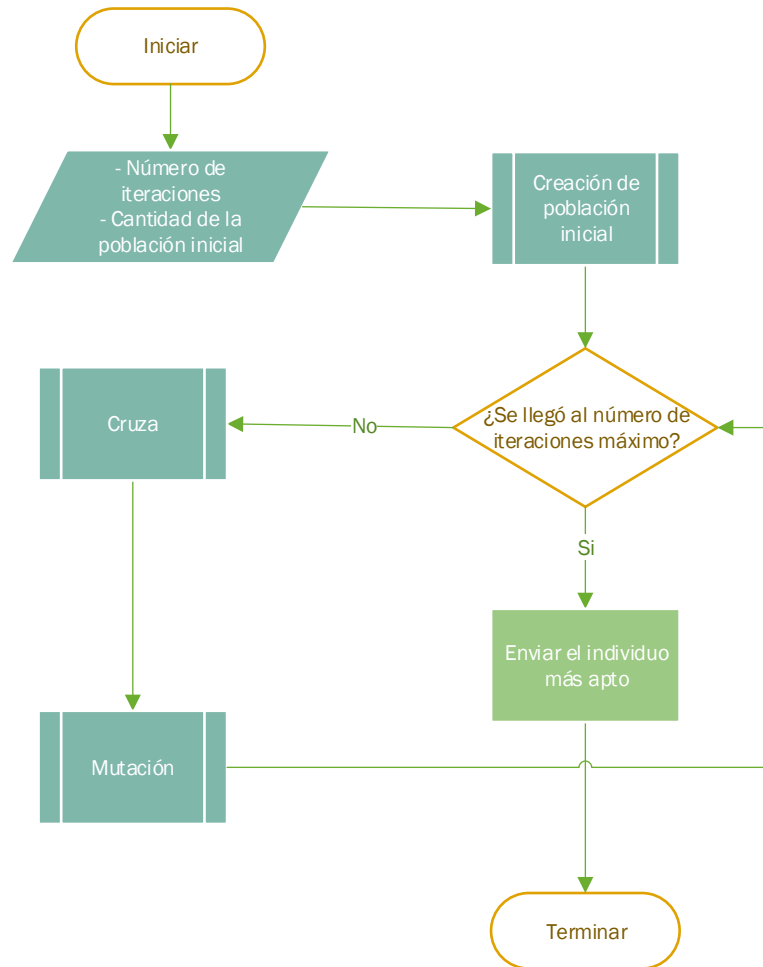 Iniciar
- Número de
iteraciones
- Cantidad de la
población inicial
Creación de
población
inicial
¿Se llegó al número de
iteraciones máximo?
No
Cruza
Si
Enviar el individuo
más apto
Mutación
Terminar